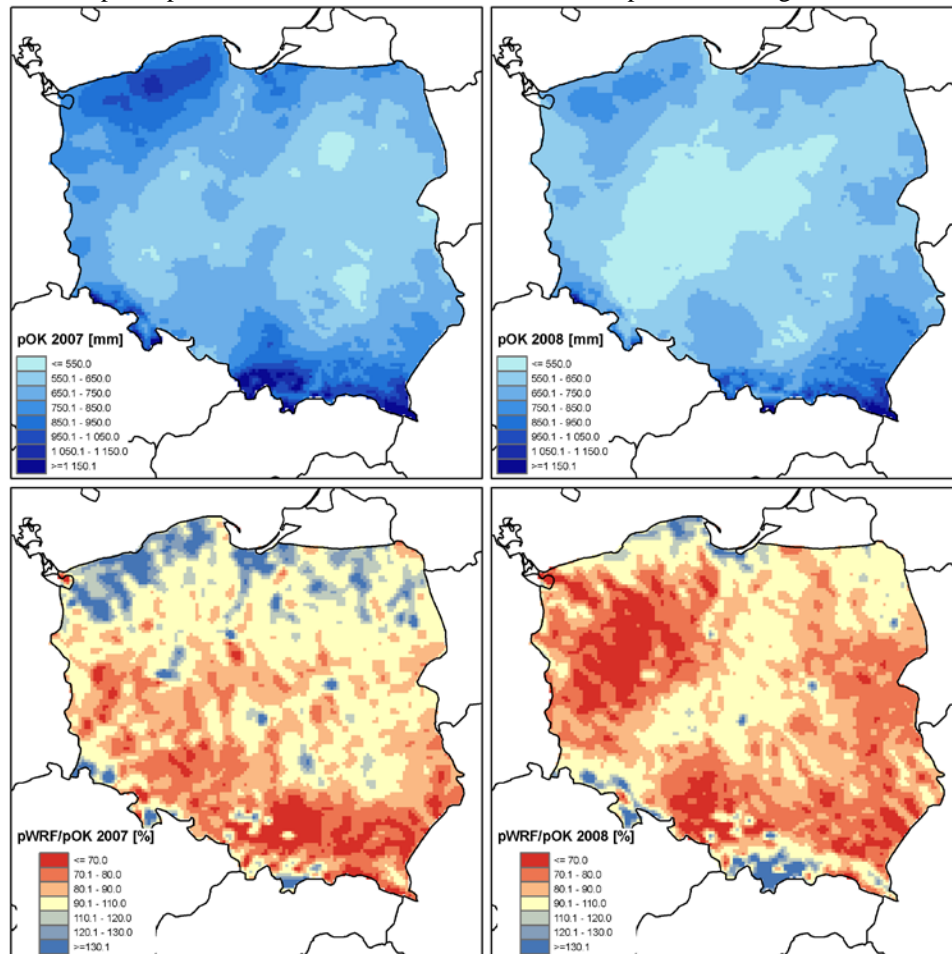 pOK 2007 [mm]
<= 550.0
550.1 - 650.0
650.1 - 750.0
750.1 - 850.0
850.1 - 950.0
950.1 - 1 050.0
1 050.1 - 1 150.0
>=1 150.1
pOK 2008 [mm]
<= 550.0
550.1 - 650.0
650.1 - 750.0
750.1 - 850.0
850.1 - 950.0
950.1 - 1 050.0
1 050.1 - 1 150.0
>=1 150.1
pWRF/pOK 2007 [%]
<= 70.0
70.1 - 80.0
80.1 - 90.0
90.1 - 110.0
110.1 - 120.0
120.1 - 130.0
>=130.1
pWRF/pOK 2008 [%]
<= 70.0
70.1 - 80.0
80.1 - 90.0
90.1 - 110.0
110.1 - 120.0
120.1 - 130.0
>=130.1